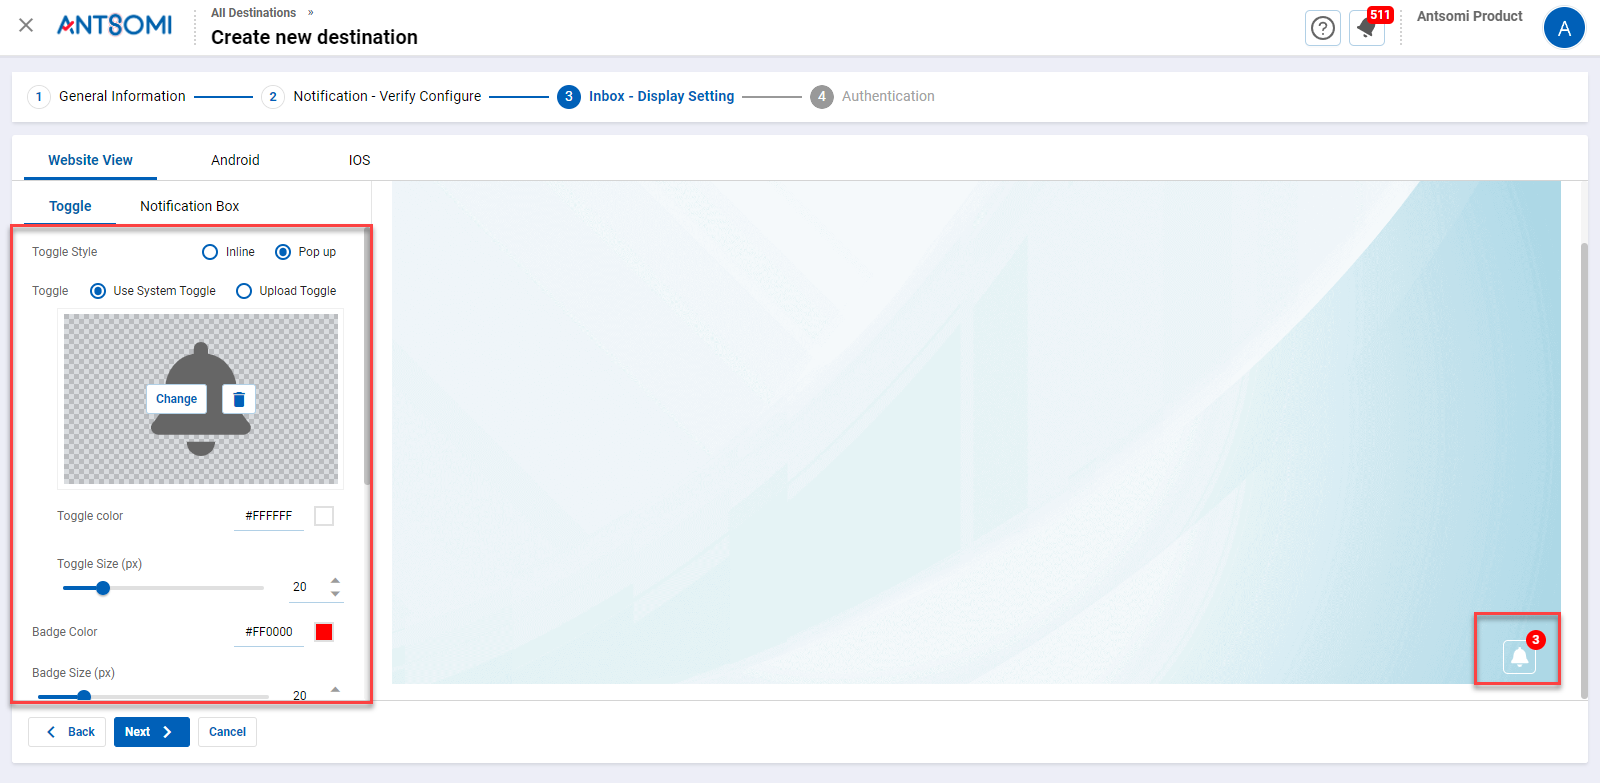 ANTSOMI
All Destinations »
Create new destination
511
Antsomi Product
A
1 General Information
2 Notification - Verify Configure
3 Inbox - Display Setting
4 Authentication
Website View
Android
IOS
Toggle
Notification Box
Toggle Style
Inline
Pop up
Toggle
Use System Toggle
Upload Toggle
Change
Toggle color
#FFFFFF
Toggle Size (px)
20
Badge Color
#FF0000
Badge Size (px)
20
3
Back
Next
Cancel